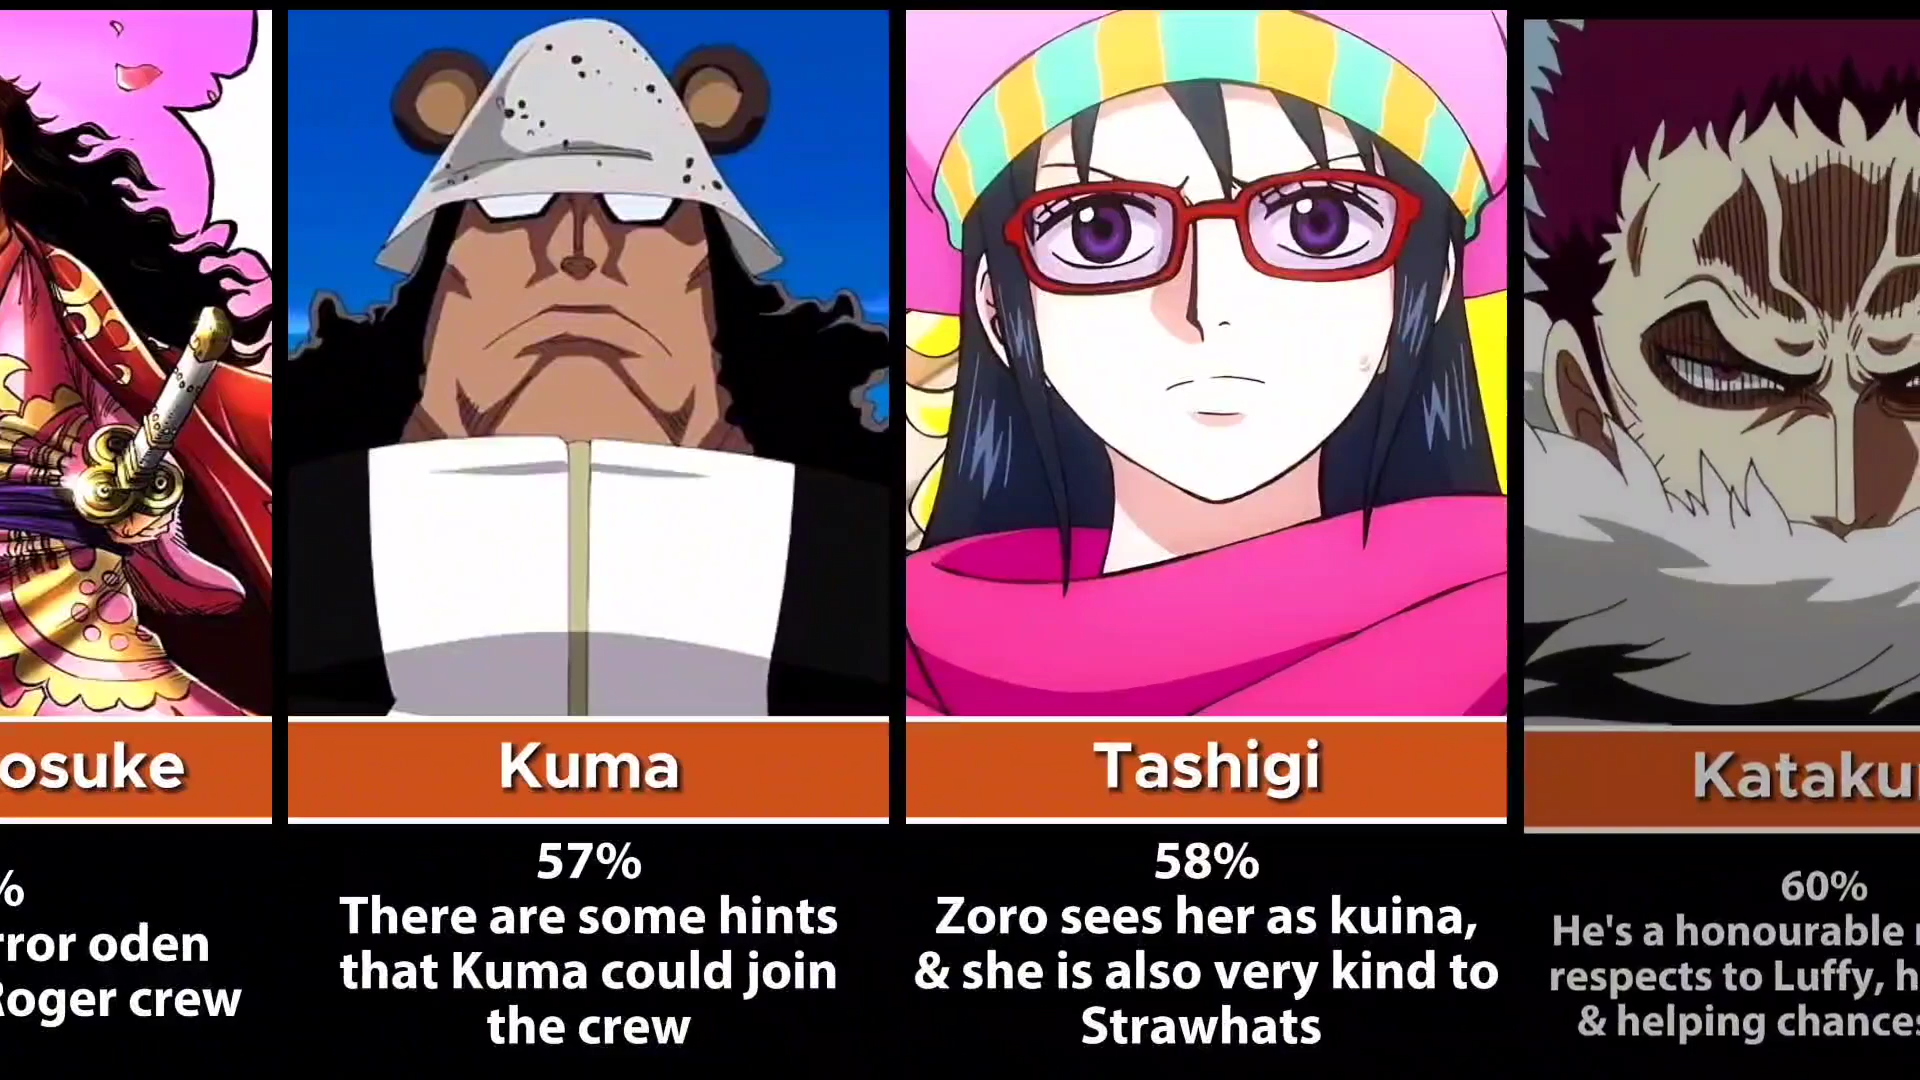 osuke
%
rror oden
Roger crew
Kuma
57%
There are some hints
that Kuma could join
the crew
Tashigi
58%
Zoro sees her as kuina,
& she is also very kind to
Strawhats
Kataku
60%
He's a honourable
respects to Luffy, h
& helping chances